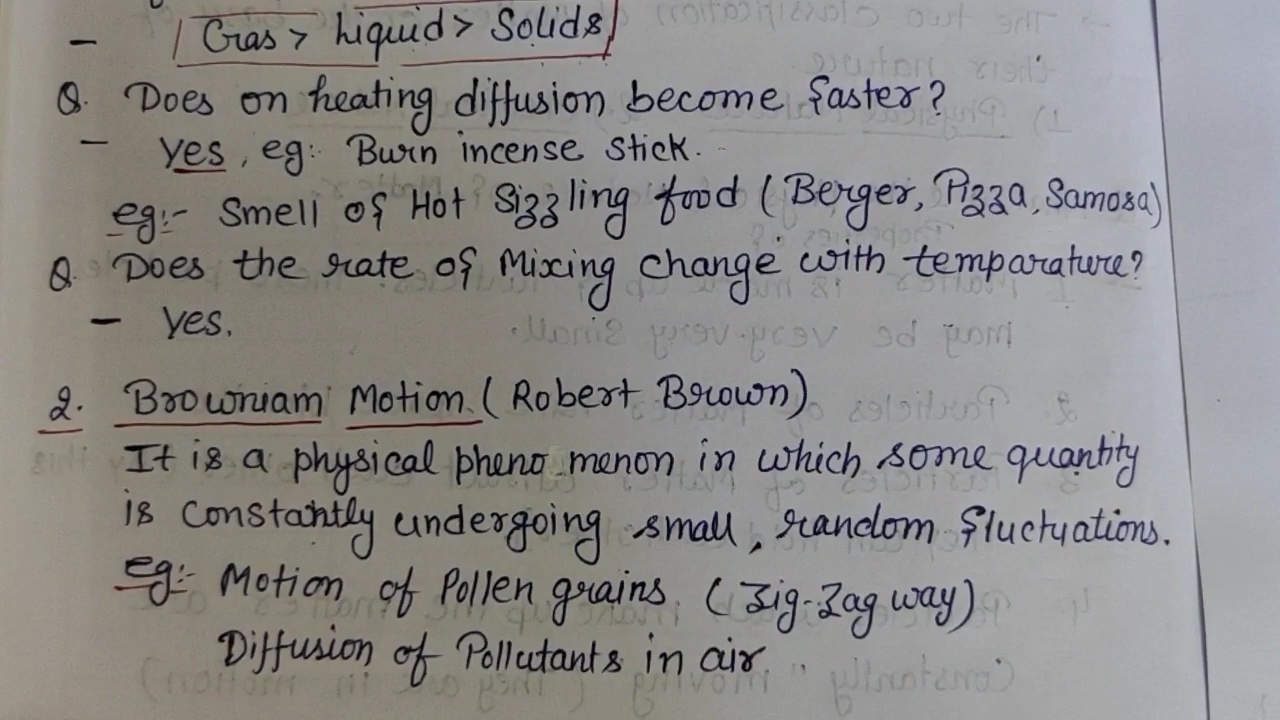 - Gas > Liquid > Solids
Q. Does on heating diffusion become faster?
- Yes, eg:- Burn incense stick.
eg:- Smell of Hot Sizzling food (Berger, Pizza, Samosa)
Q. Does the rate of Mixing change with temparature?
- Yes.
2. Browniam Motion (Robert Brown)
It is a physical pheno menon in which some quantity
is constantly undergoing small, random fluctuations.
eg:- Motion of Pollen grains. (Zig-Zag way)
Diffusion of Pollutants in air.